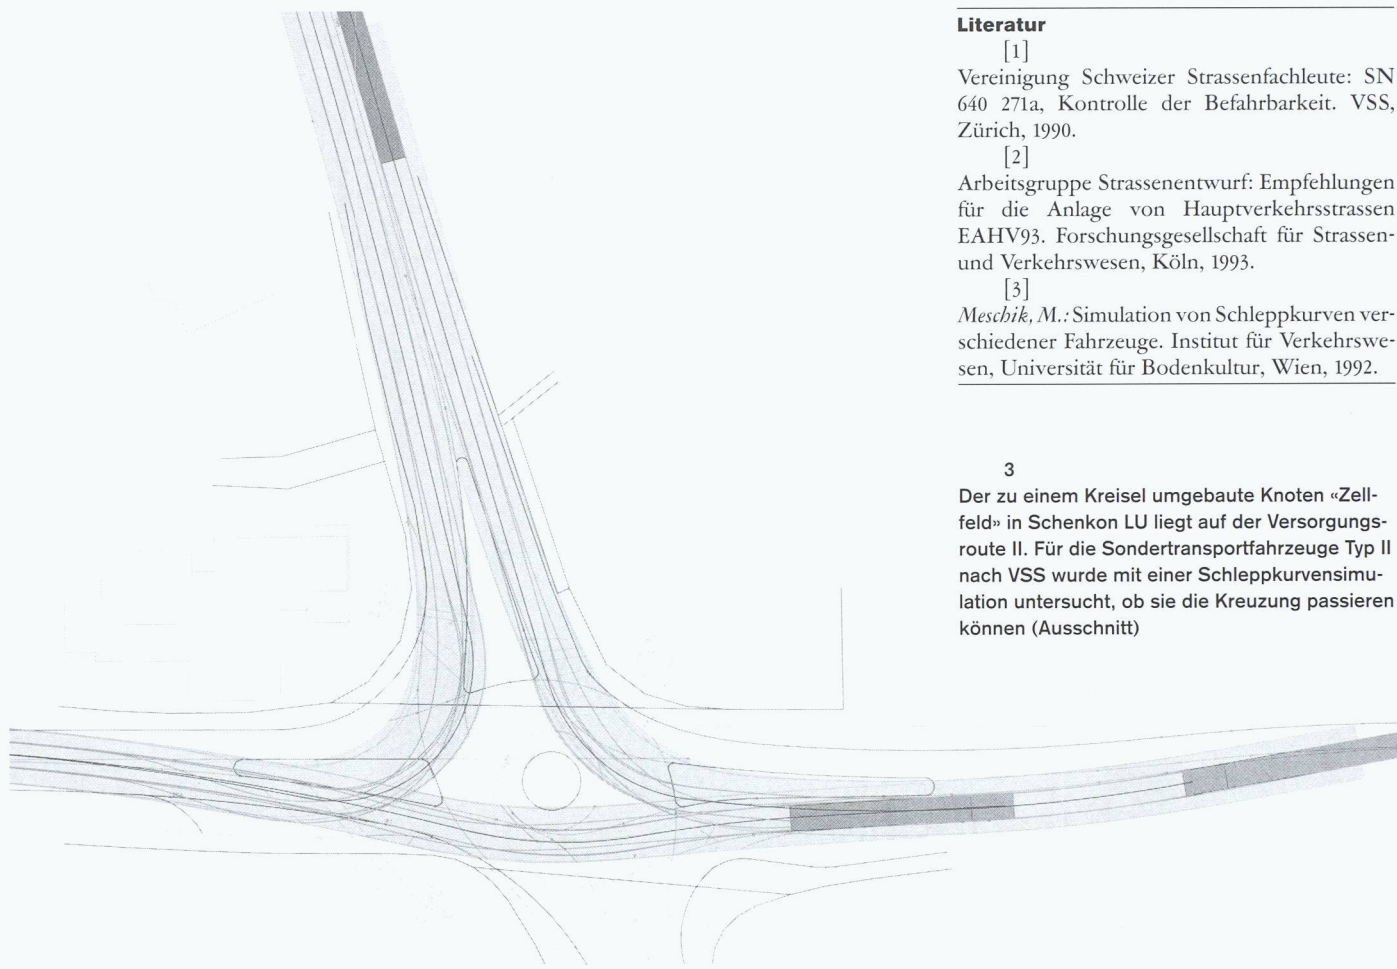 Literatur
[1]
Vereinigung Schweizer Strassenfachleute: SN
640 271a, Kontrolle der Befahrbarkeit. VSS,
Zürich, 1990.
[2]
Arbeitsgruppe Strassenentwurf: Empfehlungen
für die Anlage von Hauptverkehrsstrassen
EAHV93. Forschungsgesellschaft für Strassen-
und Verkehrswesen, Köln, 1993.
[3]
Meschik, M.: Simulation von Schleppkurven ver-
schiedener Fahrzeuge. Institut für Verkehrswe-
sen, Universität für Bodenkultur, Wien, 1992.
3
Der zu einem Kreisel umgebaute Knoten «Zell-
feld» in Schenkon LU liegt auf der Versorgungs-
route II. Für die Sondertransportfahrzeuge Typ II
nach VSS wurde mit einer Schleppkurvensimu-
lation untersucht, ob sie die Kreuzung passieren
können (Ausschnitt)